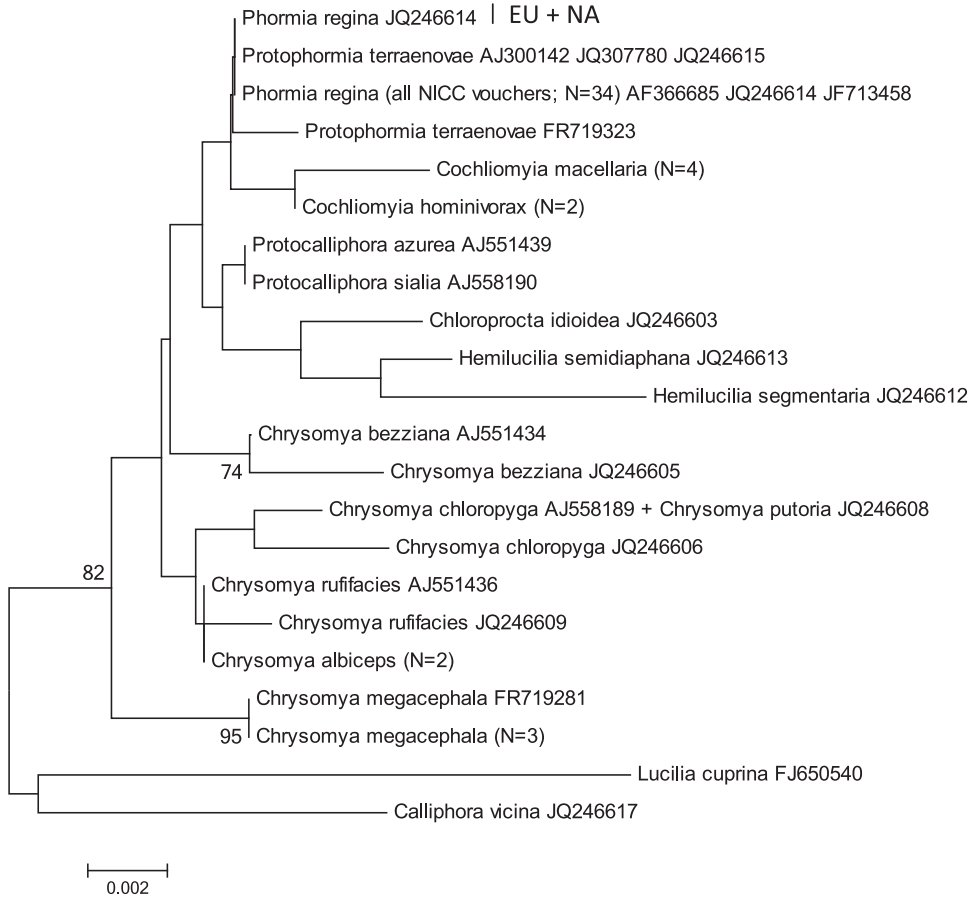 Phormia regina JQ246614 | EU + NA
Protophormia terraenovae AJ300142 JQ307780 JQ246615
Phormia regina (all NICC vouchers; N=34) AF366685 JQ246614 JF713458
Protophormia terraenovae FR719323
Cochliomyia macellaria (N=4)
Cochliomyia hominivorax (N=2)
Protocalliphora azurea AJ551439
Protocalliphora sialia AJ558190
Chloroprocta idioidea JQ246603
Hemilucilia semidiaphana JQ246613
Hemilucilia segmentaria JQ246612
Chrysomya bezziana AJ551434
74 Chrysomya bezziana JQ246605
Chrysomya chloropyga AJ558189 + Chrysomya putoria JQ246608
Chrysomya chloropyga JQ246606
82
Chrysomya rufifacies AJ551436
Chrysomya rufifacies JQ246609
Chrysomya albiceps (N=2)
Chrysomya megacephala FR719281
95 Chrysomya megacephala (N=3)
Lucilia cuprina FJ650540
Calliphora vicina JQ246617
0.002